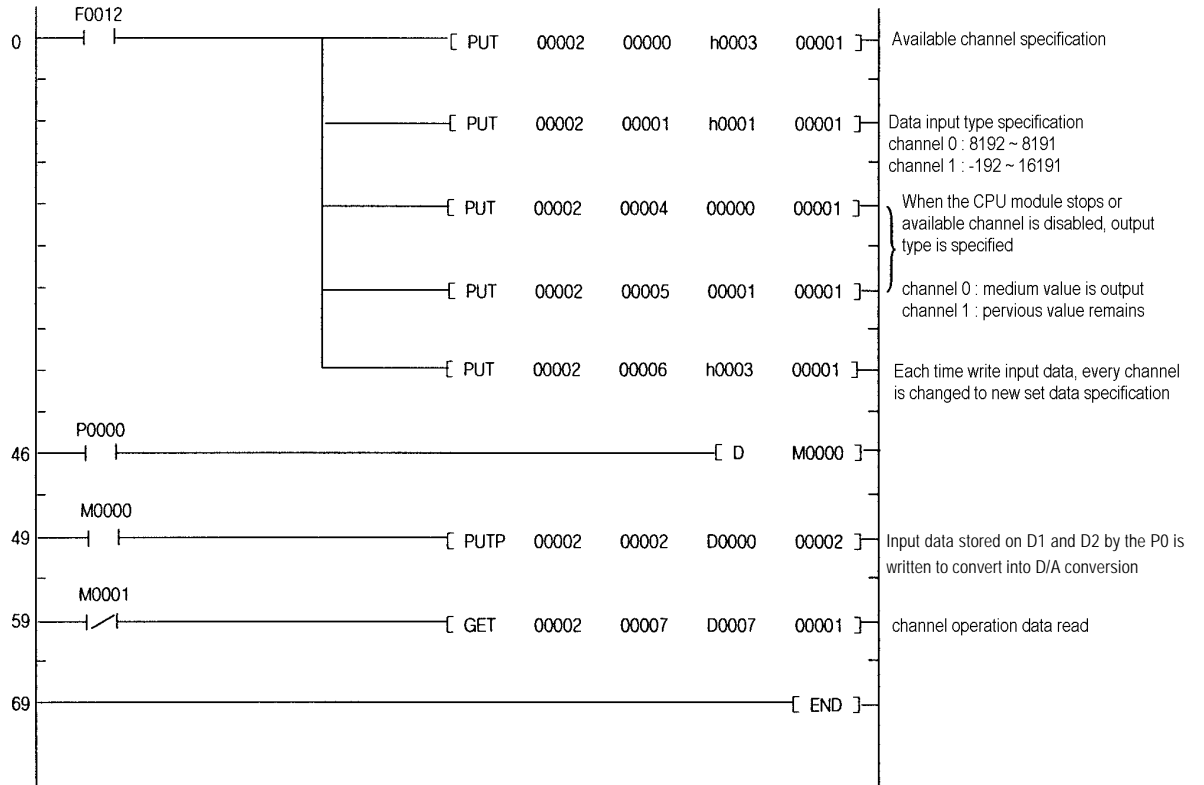 F0012
0 [ PUT 00002 00000 h0003 00001 ] Available channel specification
[ PUT 00002 00001 h0001 00001 ] Data input type specification
channel 0 : 8192 ~ 8191
channel 1 : -192 ~ 16191
[ PUT 00002 00004 00000 00001 ] When the CPU module stops or
available channel is disabled, output
type is specified
[ PUT 00002 00005 00001 00001 ] channel 0 : medium value is output
channel 1 : pervious value remains
[ PUT 00002 00006 h0003 00001 ] Each time write input data, every channel
is changed to new set data specification
P0000
46 [ D M0000 ]
M0000
49 [ PUTP 00002 00002 D0000 00002 ] Input data stored on D1 and D2 by the P0 is
written to convert into D/A conversion
M0001
59 [ GET 00002 00007 D0007 00001 ] channel operation data read
69 [ END ]